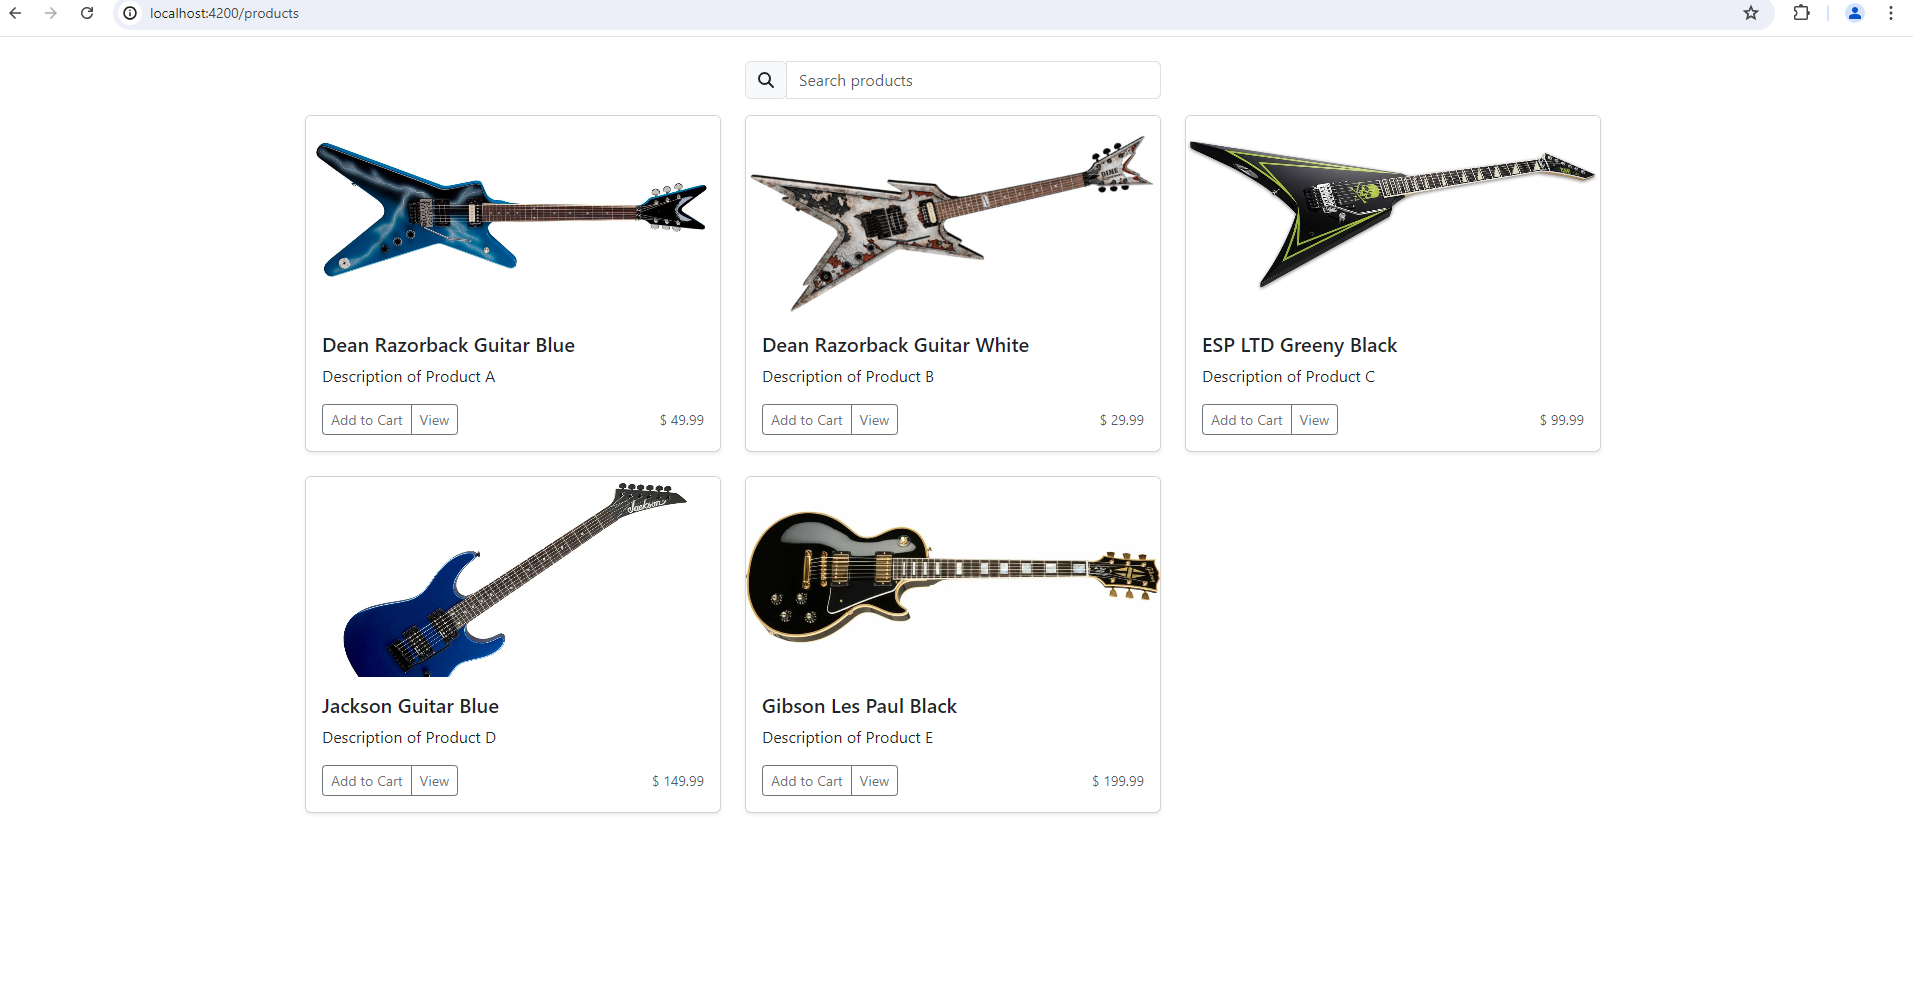 localhost:4200/products
Search products
DIME
Dean Razorback Guitar Blue
Description of Product A
Add to Cart View $ 49.99
Dean Razorback Guitar White
Description of Product B
Add to Cart View $ 29.99
ESP LTD Greeny Black
Description of Product C
Add to Cart View $ 99.99
Jackson
Jackson Guitar Blue
Description of Product D
Add to Cart View $ 149.99
Gibson Les Paul Black
Description of Product E
Add to Cart View $ 199.99